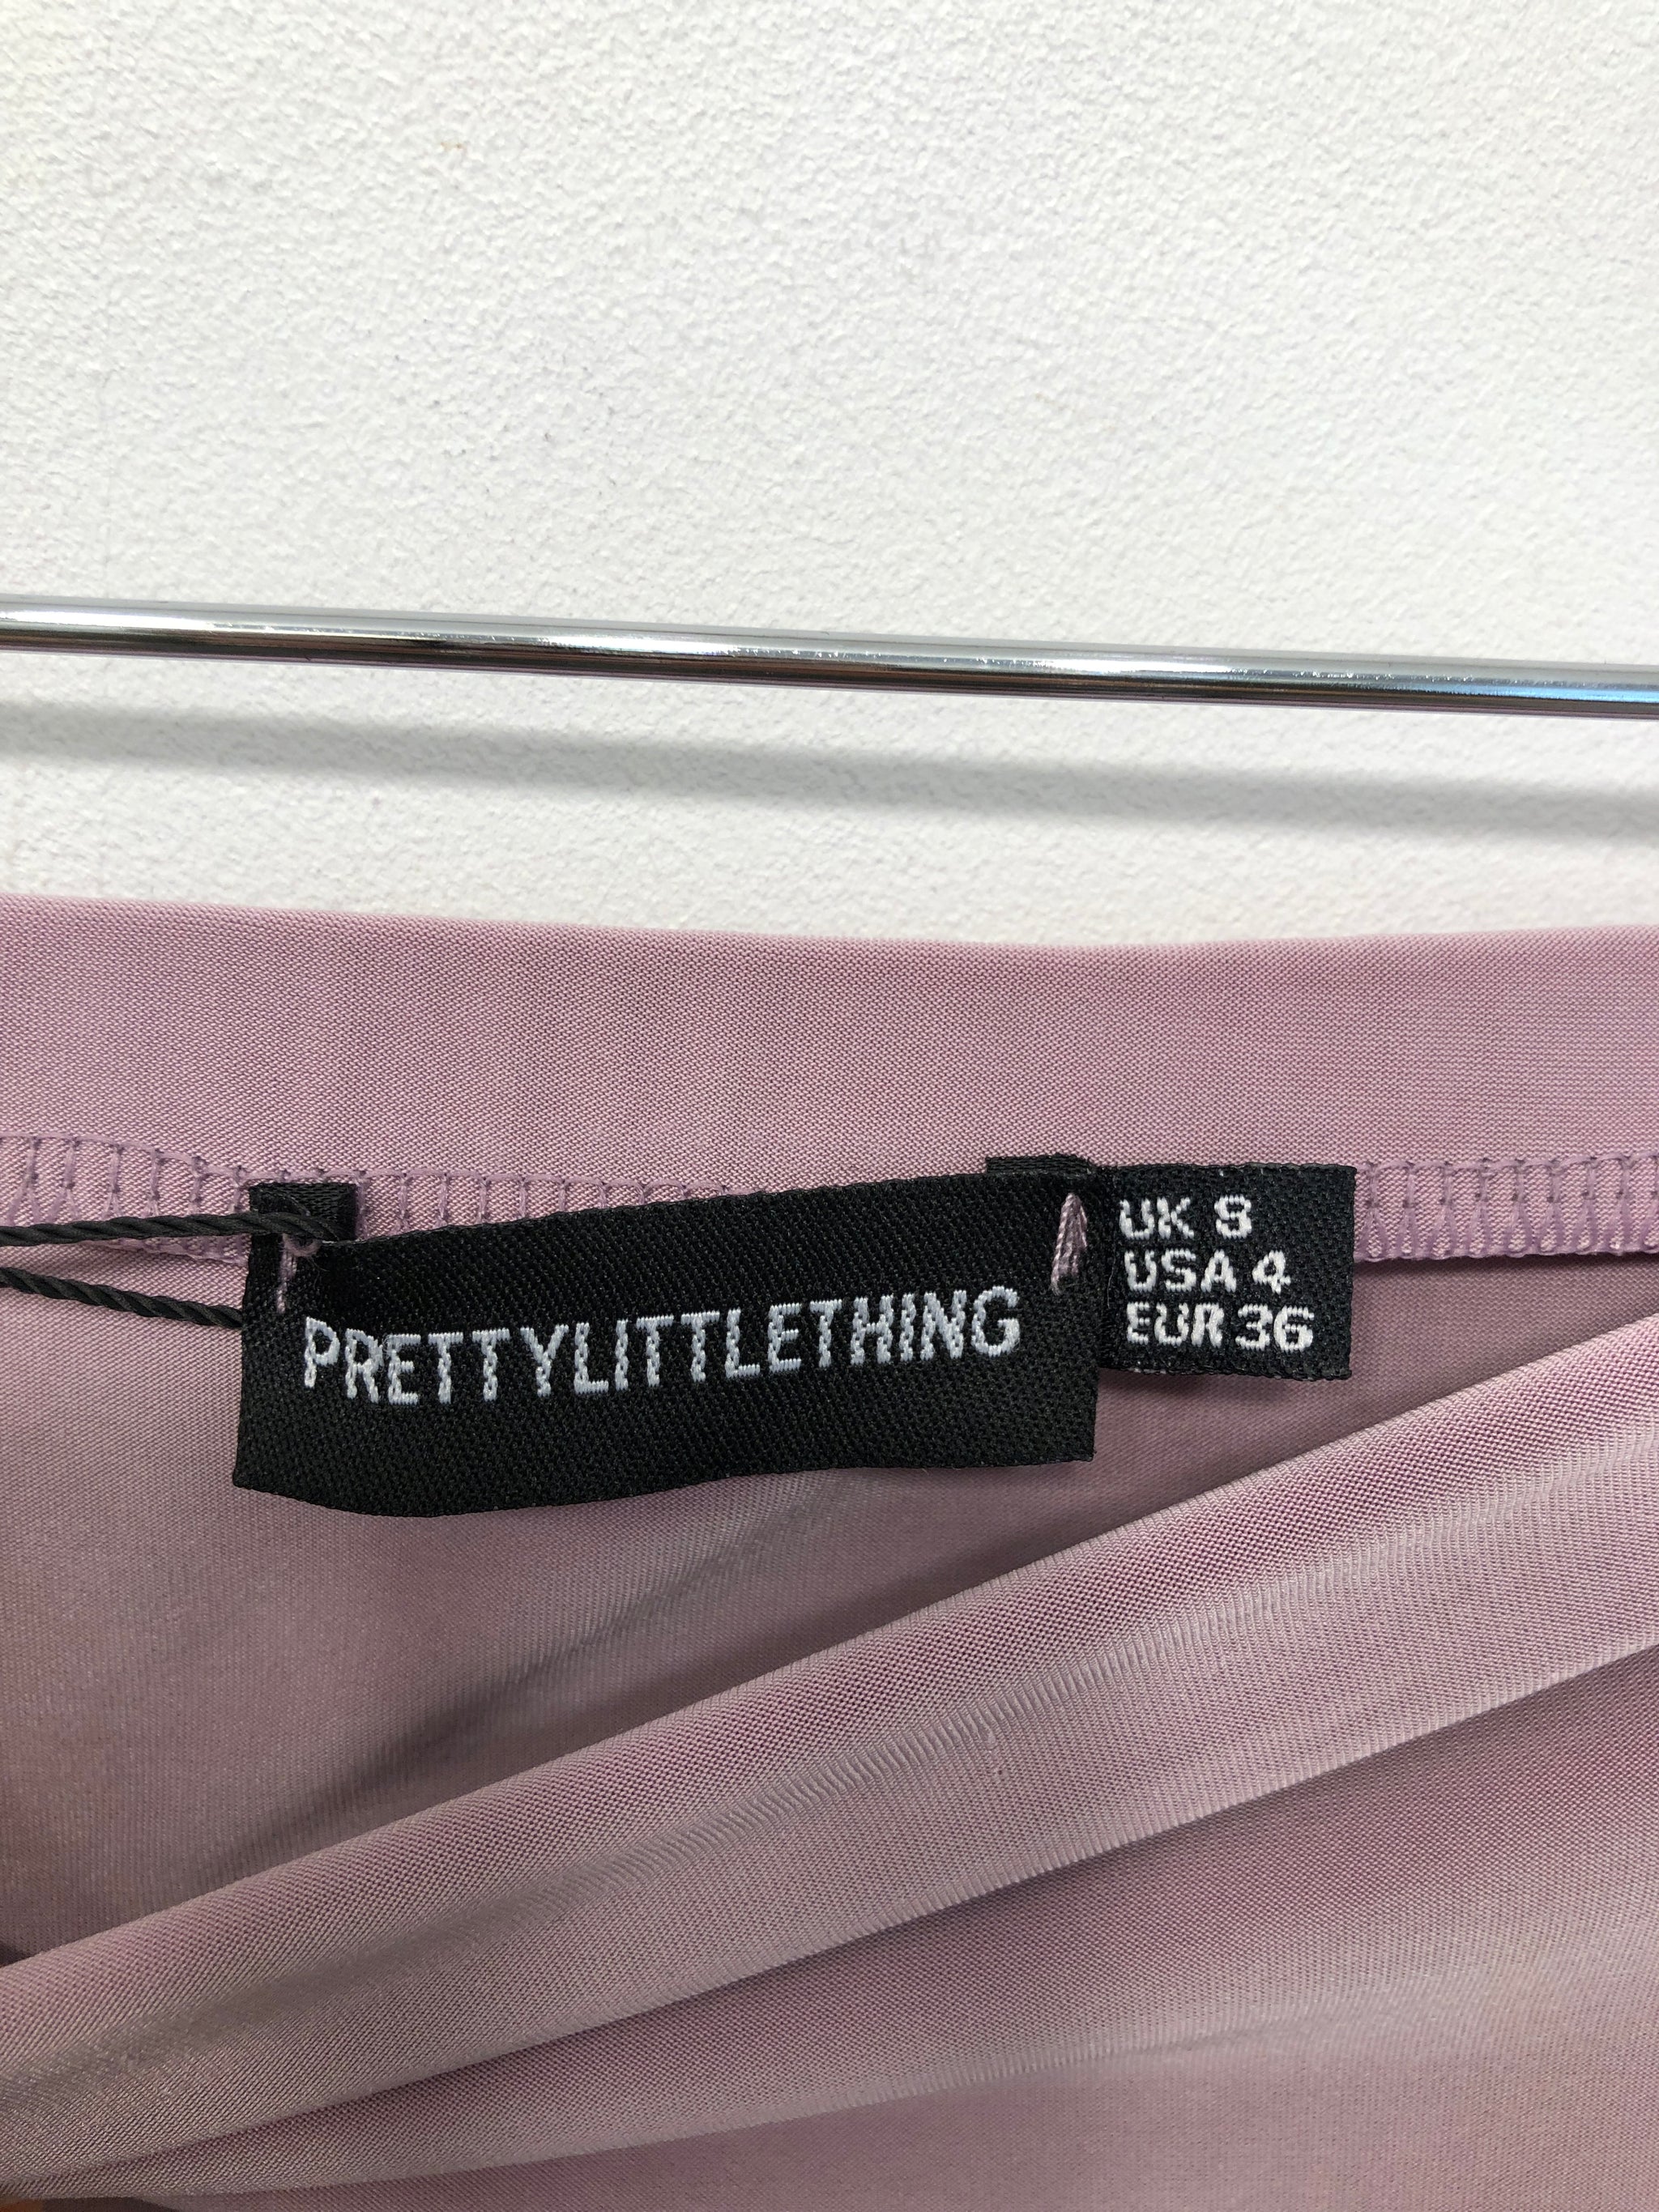 PRETTYLITTLETHING
UK 8
USA 4
EUR 36